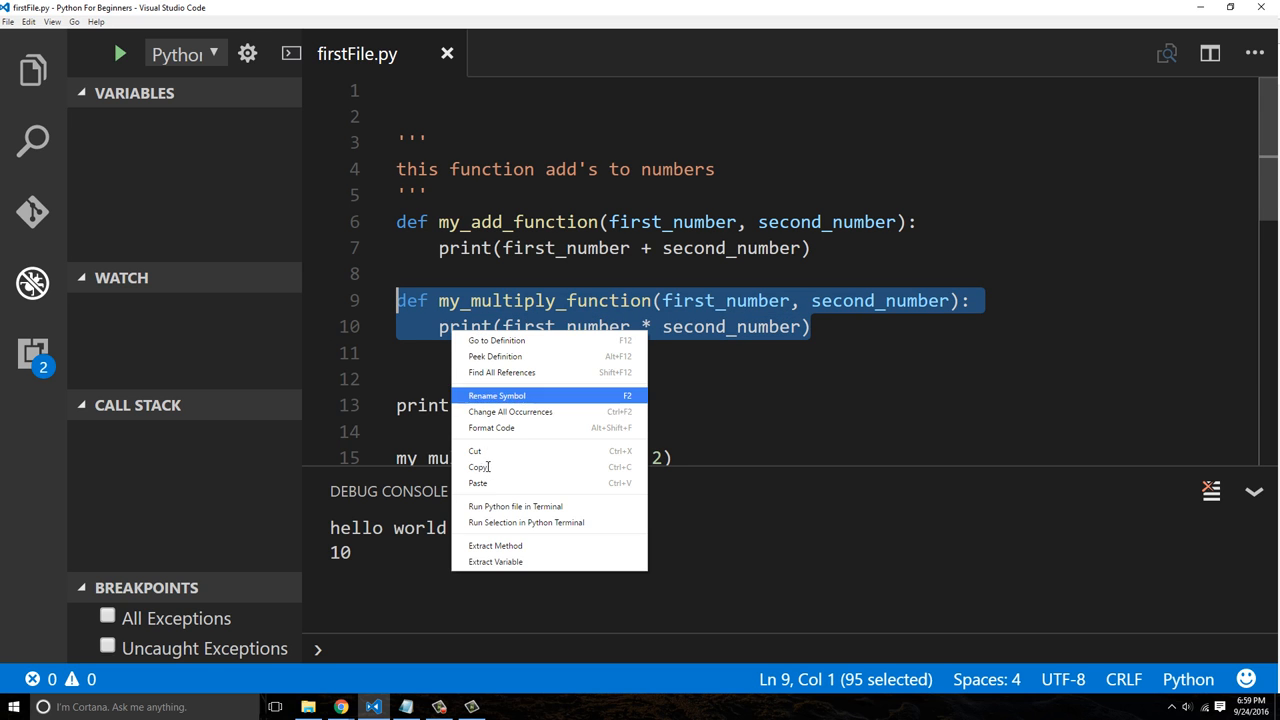 firstFile.py - Python For Beginners - Visual Studio Code
File Edit View Go Help
Python
firstFile.py
VARIABLES
WATCH
CALL STACK
BREAKPOINTS
All Exceptions
Uncaught Exceptions
1
2
3 '''
4 this function add's to numbers
5 '''
6 def my_add_function(first_number, second_number):
7 print(first_number + second_number)
8
9 def my_multiply_function(first_number, second_number):
10 print(first_number * second_number)
11
12
13 print
14
15 my mu 2)
Go to Definition F12
Peek Definition Alt+F12
Find All References Shift+F12
Rename Symbol F2
Change All Occurrences Ctrl+F2
Format Code Alt+Shift+F
Cut Ctrl+X
Copy Ctrl+C
Paste Ctrl+V
Run Python file in Terminal
Run Selection in Python Terminal
Extract Method
Extract Variable
DEBUG CONSOLE
hello world
10
2
0 0
Ln 9, Col 1 (95 selected) Spaces: 4 UTF-8 CRLF Python
I'm Cortana. Ask me anything.
6:59 PM
9/24/2016